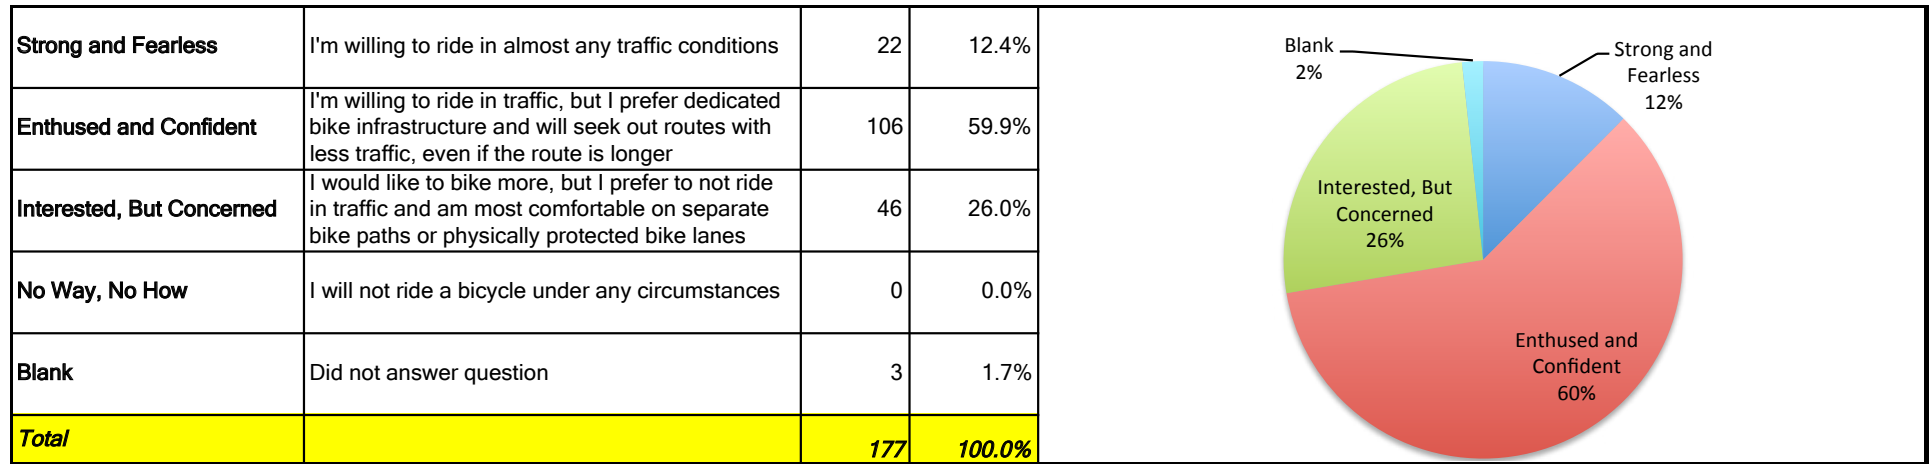 Strong and Fearless
I'm willing to ride in almost any traffic conditions
22
12.4%
Enthused and Confident
I'm willing to ride in traffic, but I prefer dedicated
bike infrastructure and will seek out routes with
less traffic, even if the route is longer
106
59.9%
Interested, But Concerned
I would like to bike more, but I prefer to not ride
in traffic and am most comfortable on separate
bike paths or physically protected bike lanes
46
26.0%
No Way, No How
I will not ride a bicycle under any circumstances
0
0.0%
Blank
Did not answer question
3
1.7%
Total
177
100.0%
Blank
2%
Strong and
Fearless
12%
Interested, But
Concerned
26%
Enthused and
Confident
60%